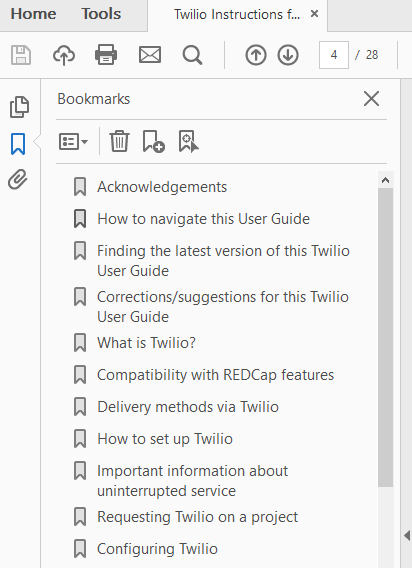 Home Tools Twilio Instructions f... ×
4 / 28
Bookmarks
Acknowledgements
How to navigate this User Guide
Finding the latest version of this Twilio
User Guide
Corrections/suggestions for this Twilio
User Guide
What is Twilio?
Compatibility with REDCap features
Delivery methods via Twilio
How to set up Twilio
Important information about
uninterrupted service
Requesting Twilio on a project
Configuring Twilio